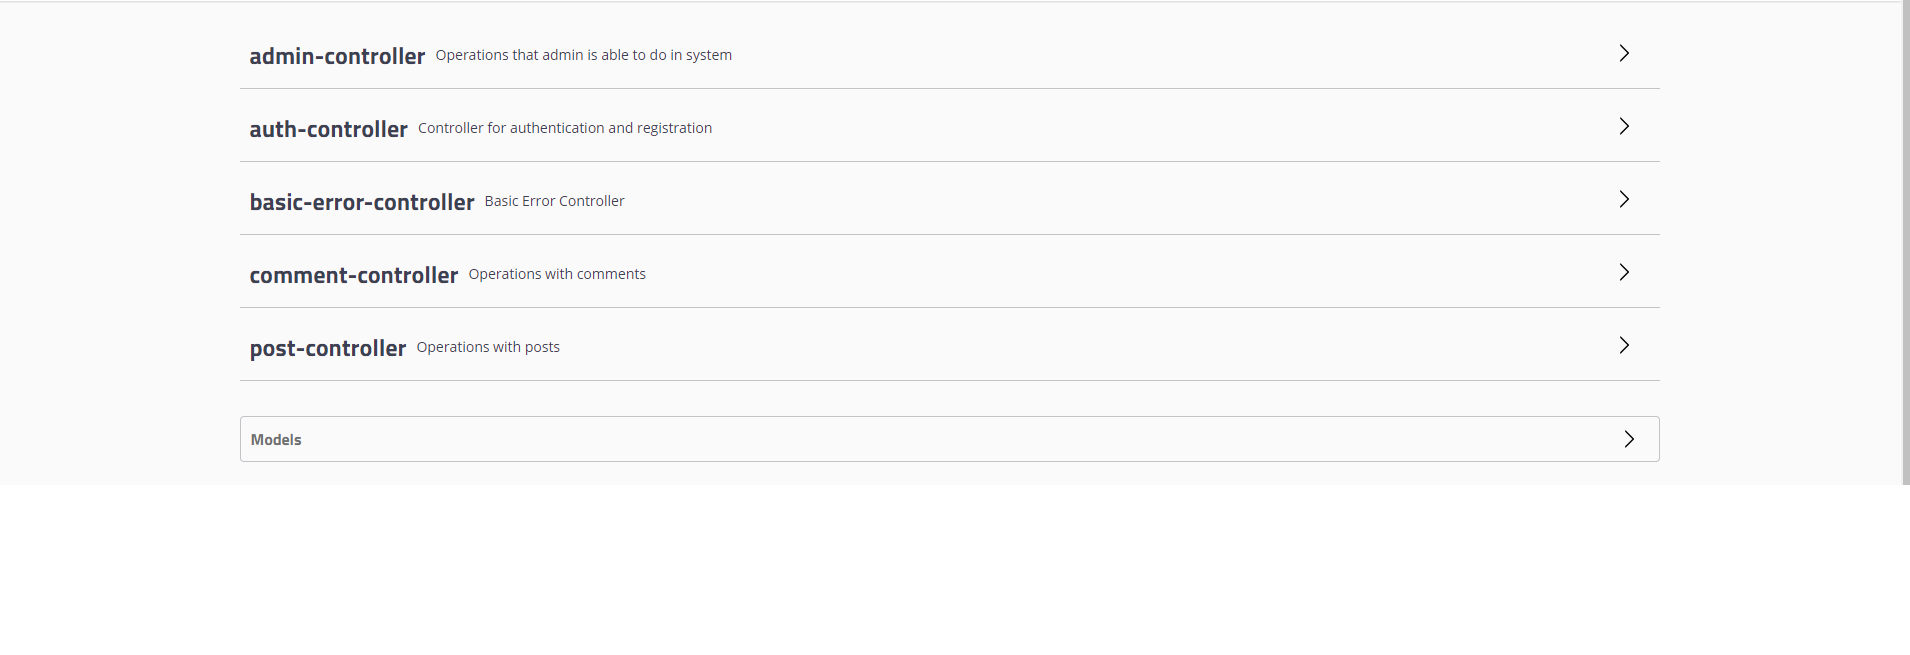 admin-controller Operations that admin is able to do in system
auth-controller Controller for authentication and registration
basic-error-controller Basic Error Controller
comment-controller Operations with comments
post-controller Operations with posts
Models